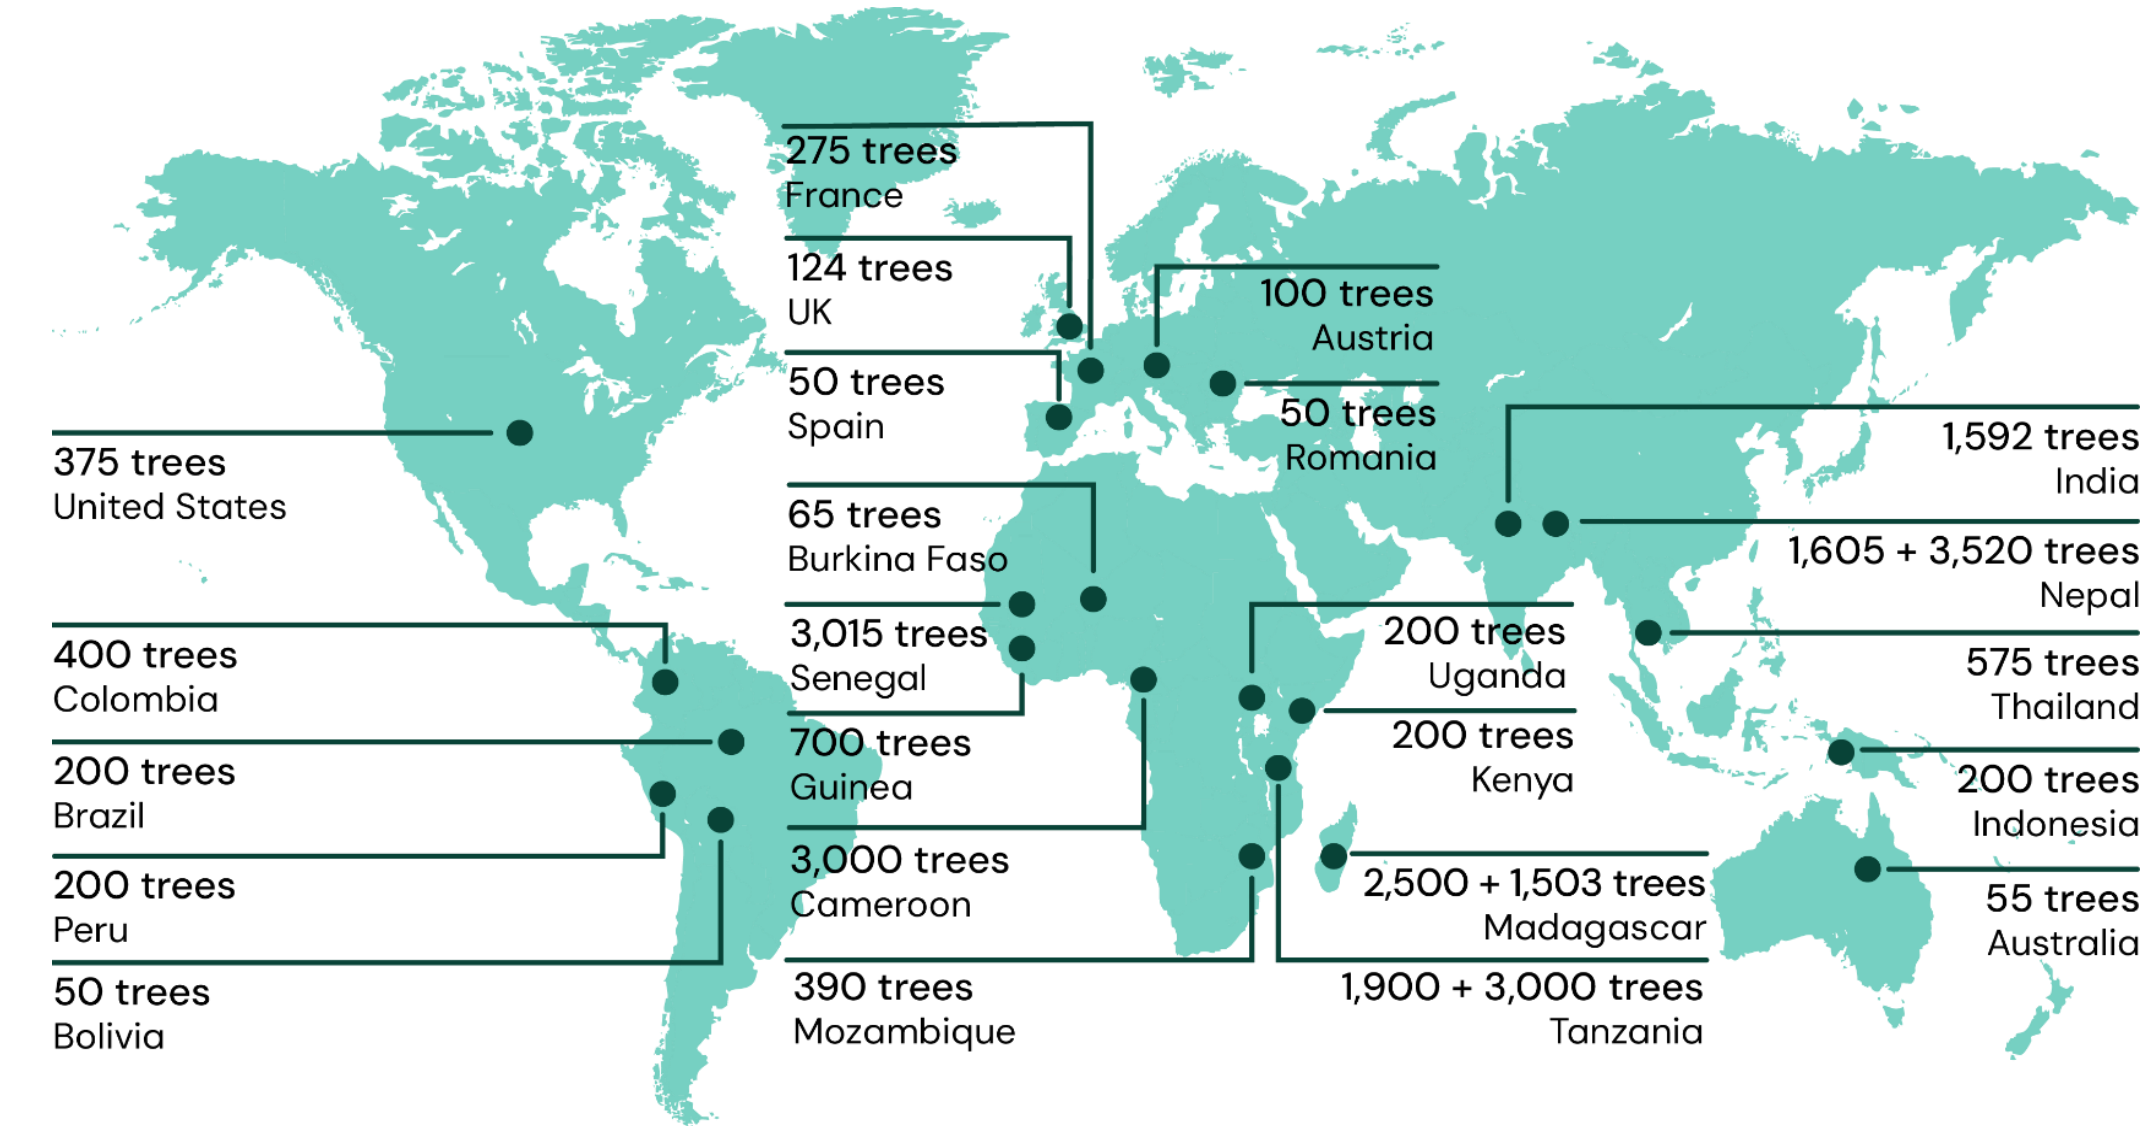 275 trees
France
124 trees
UK
50 trees
Spain
100 trees
Austria
50 trees
Romania
375 trees
United States
65 trees
Burkina Faso
3,015 trees
Senegal
700 trees
Guinea
3,000 trees
Cameroon
390 trees
Mozambique
400 trees
Colombia
200 trees
Brazil
200 trees
Peru
50 trees
Bolivia
200 trees
Uganda
200 trees
Kenya
2,500 + 1,503 trees
Madagascar
1,900 + 3,000 trees
Tanzania
1,592 trees
India
1,605 + 3,520 trees
Nepal
575 trees
Thailand
200 trees
Indonesia
55 trees
Australia